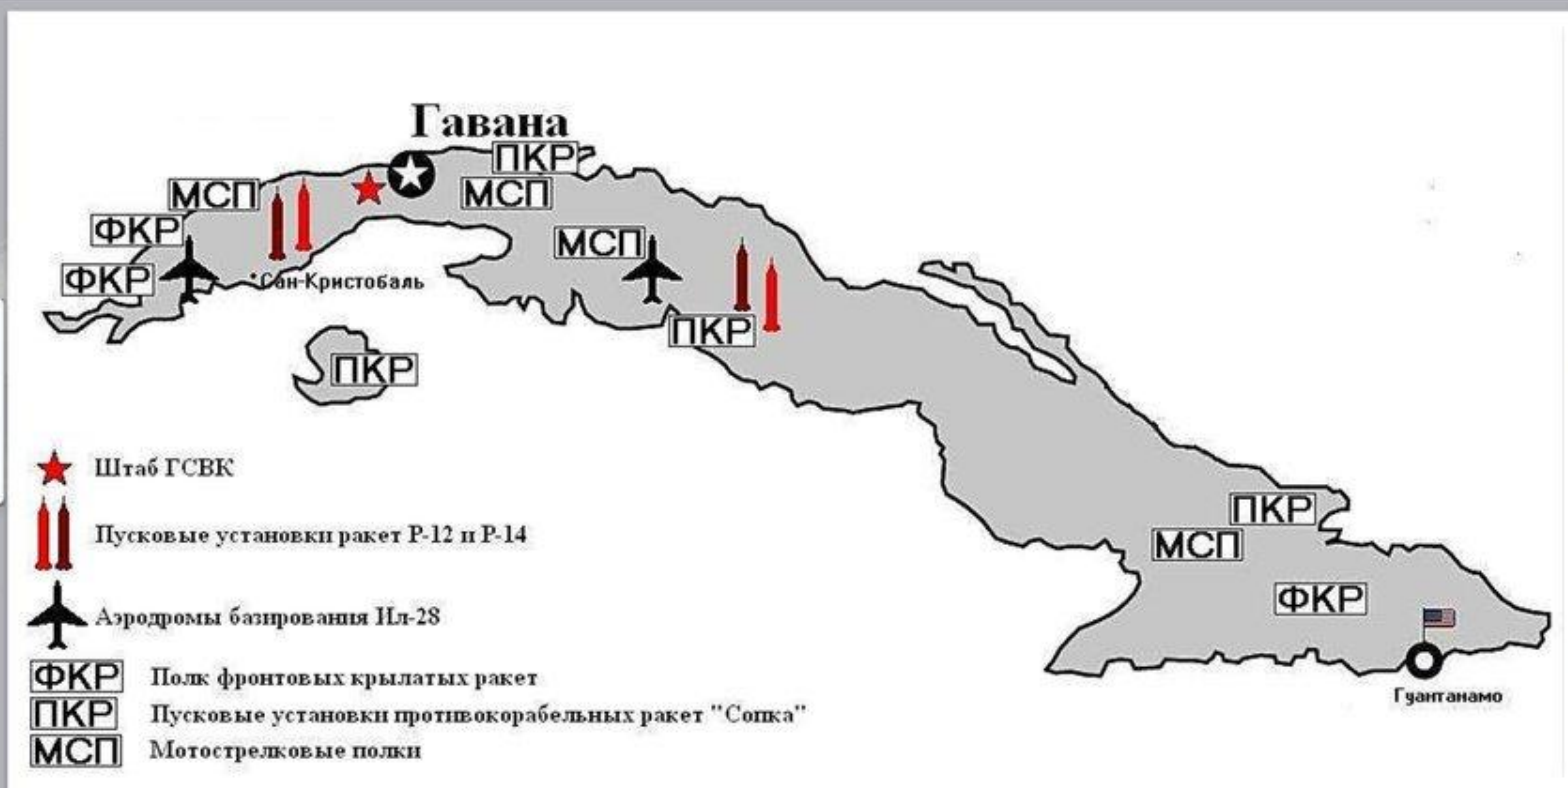 Гавана
ПКР
МСП
МСП
ФКР
МСП
ФКР
Сан-Кристобаль
ПКР
ПКР
Штаб ГСВК
Пусковые установки ракет Р-12 и Р-14
ПКР
МСП
ФКР
Аэродромы базирования Ил-28
ФКР Полк фронтовых крылатых ракет
Гуантанамо
ПКР Пусковые установки противокорабельных ракет "Сопка"
МСП Мотострелковые полки